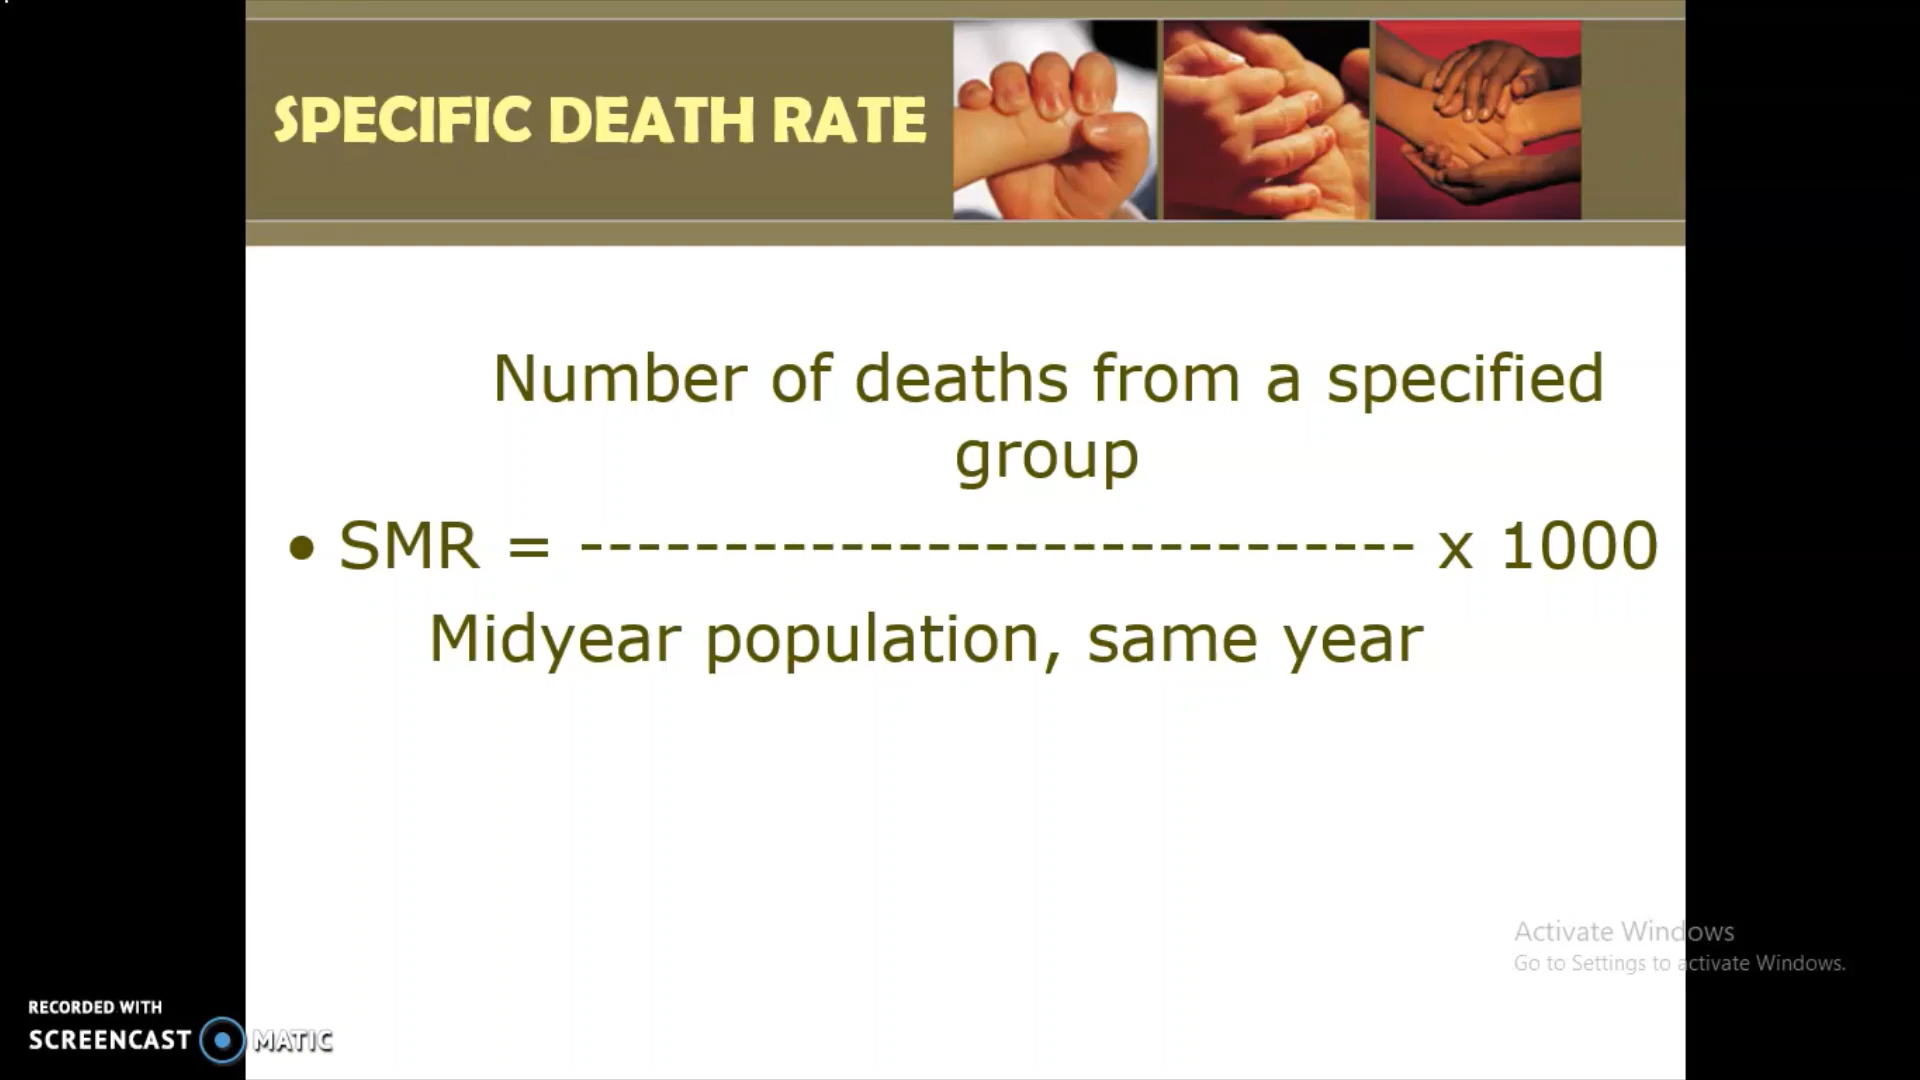 SPECIFIC DEATH RATE
Number of deaths from a specified
group
• SMR = ----------------------------- x 1000
Midyear population, same year
Activate Windows
Go to Settings to activate Windows.
RECORDED WITH
SCREENCAST MATIC